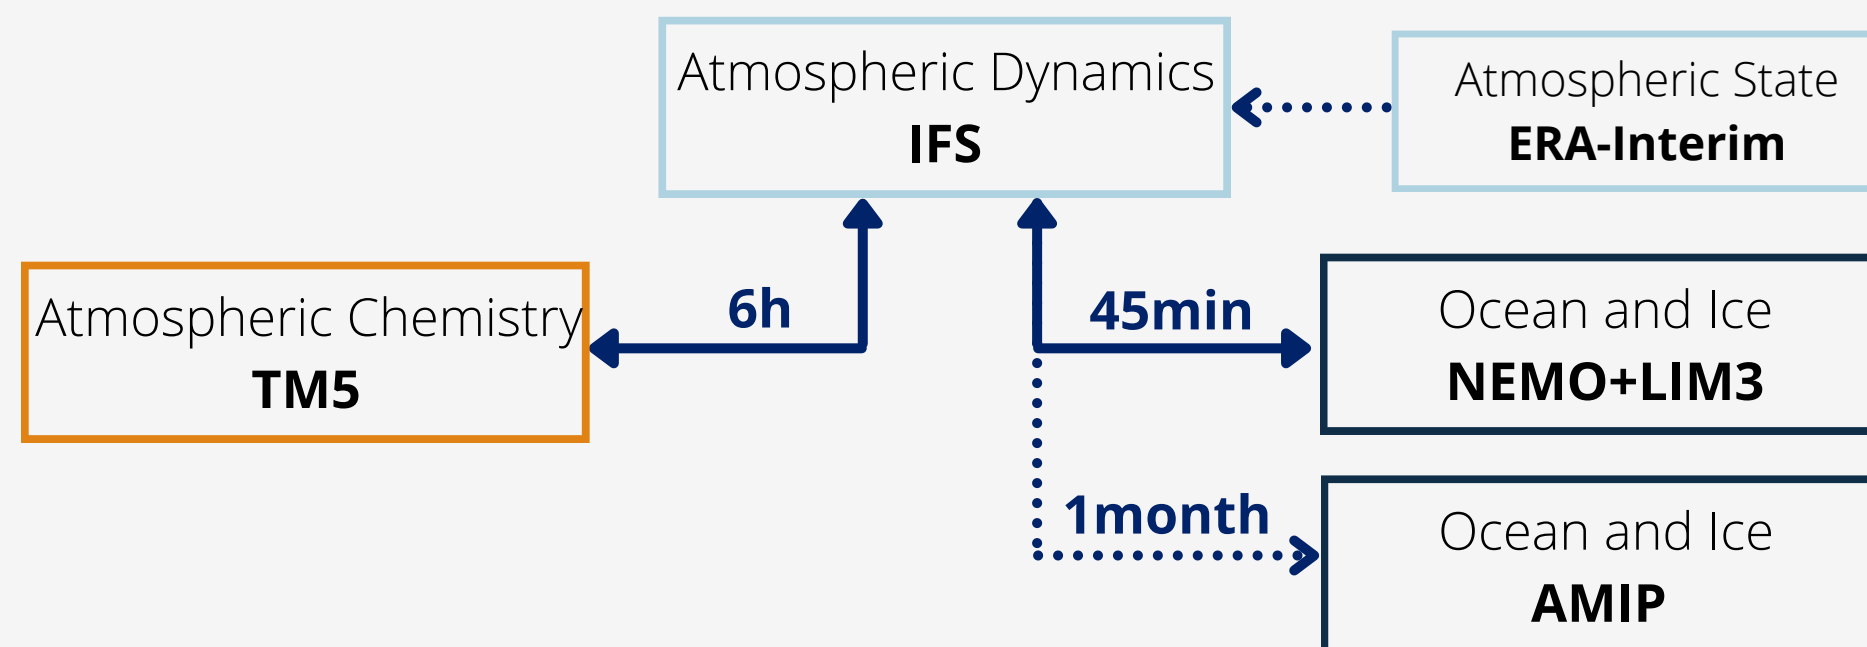 Atmospheric Dynamics
IFS
Atmospheric State
ERA-Interim
Atmospheric Chemistry
TM5
6h
45min
Ocean and Ice
NEMO+LIM3
1month
Ocean and Ice
AMIP